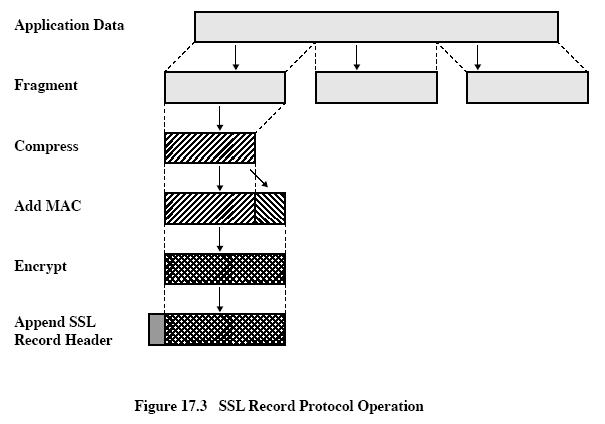 Application Data
Fragment
Compress
Add MAC
Encrypt
Append SSL
Record Header
Figure 17.3 SSL Record Protocol Operation